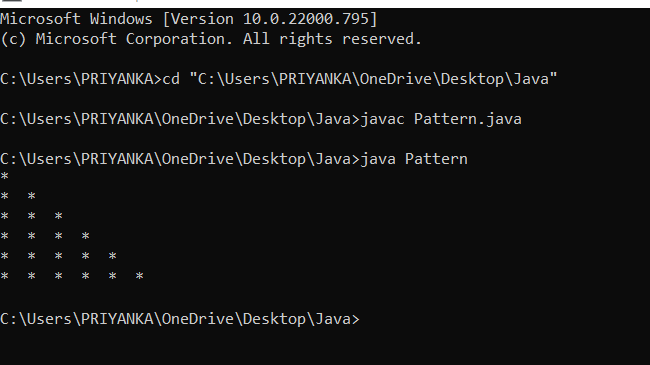 Microsoft Windows [Version 10.0.22000.795]
(c) Microsoft Corporation. All rights reserved.
C:\Users\PRIYANKA>cd "C:\Users\PRIYANKA\OneDrive\Desktop\Java"
C:\Users\PRIYANKA\OneDrive\Desktop\Java>javac Pattern.java
C:\Users\PRIYANKA\OneDrive\Desktop\Java>java Pattern
*
*  *
*  *  *
*  *  *  *
*  *  *  *  *
*  *  *  *  *  *
C:\Users\PRIYANKA\OneDrive\Desktop\Java>